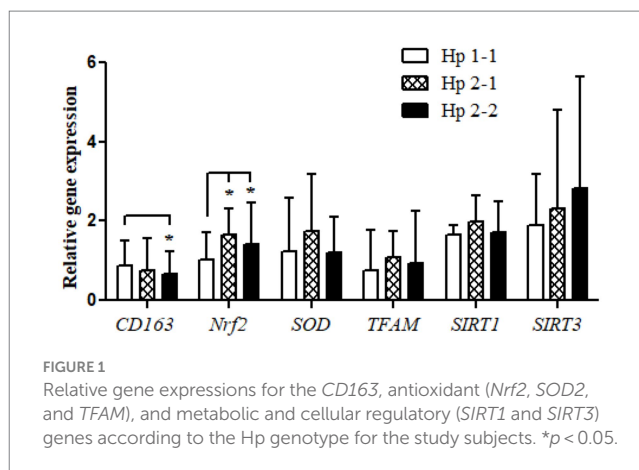 Relative gene expression
6
4
2
0
Hp 1-1
Hp 2-1
Hp 2-2
* * *
CD163 Nrf2 SOD TFAM SIRT1 SIRT3
FIGURE 1
Relative gene expressions for the CD163, antioxidant (Nrf2, SOD2,
and TFAM), and metabolic and cellular regulatory (SIRT1 and SIRT3)
genes according to the Hp genotype for the study subjects. *p < 0.05.